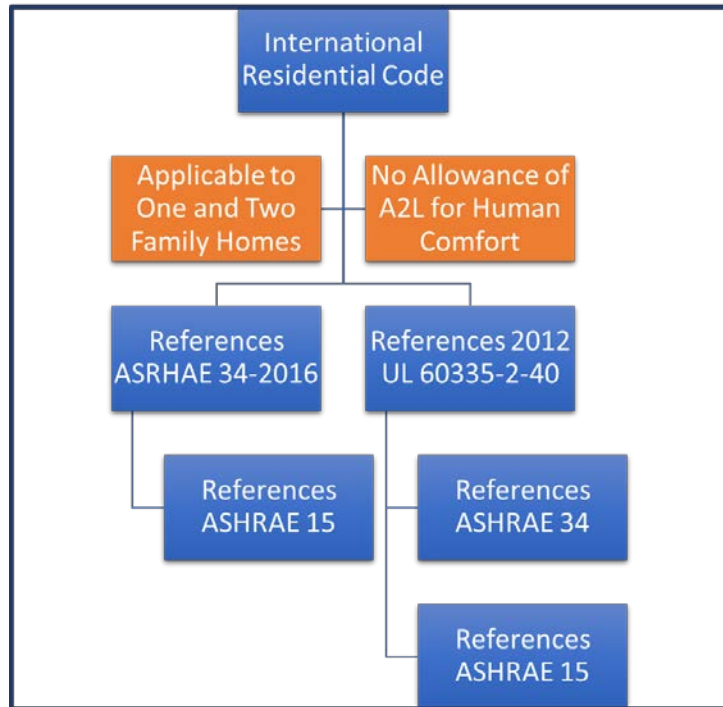 International
Residential Code
Applicable to
One and Two
Family Homes
No Allowance of
A2L for Human
Comfort
References
ASRHAE 34-2016
References 2012
UL 60335-2-40
References
ASHRAE 15
References
ASHRAE 34
References
ASHRAE 15